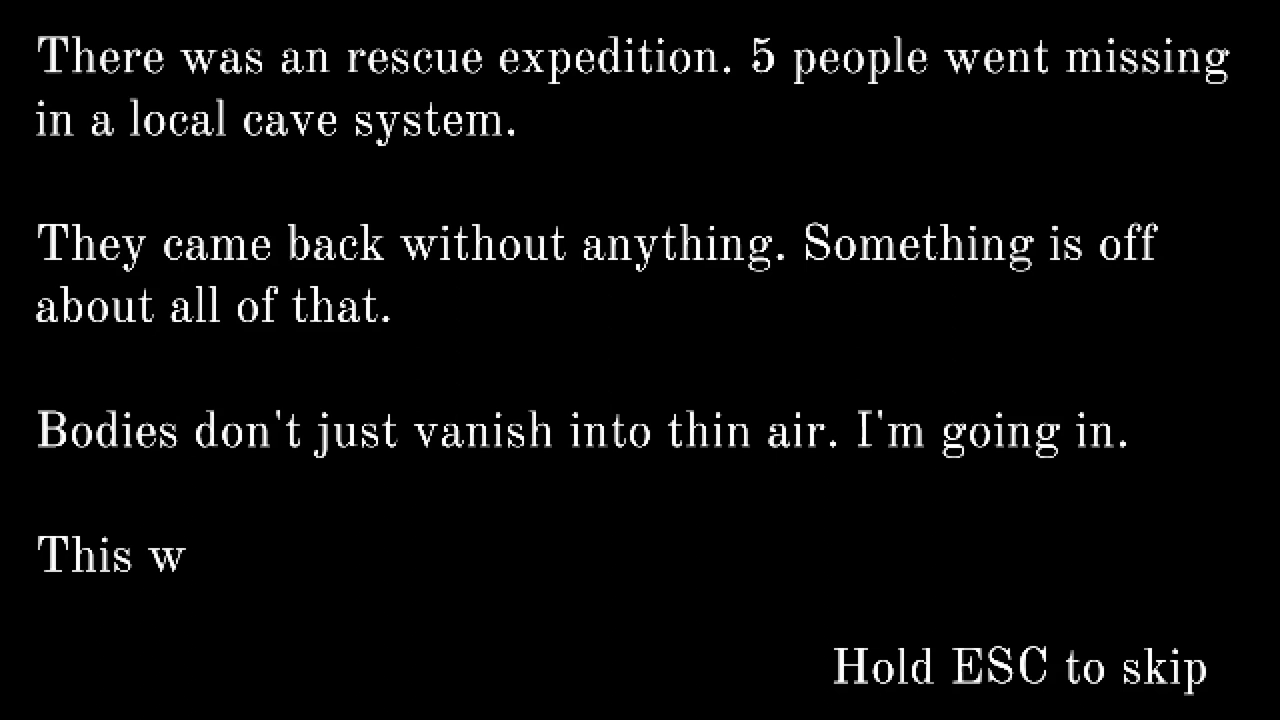 There was an rescue expedition. 5 people went missing
in a local cave system.
They came back without anything. Something is off
about all of that.
Bodies don't just vanish into thin air. I'm going in.
This w
Hold ESC to skip